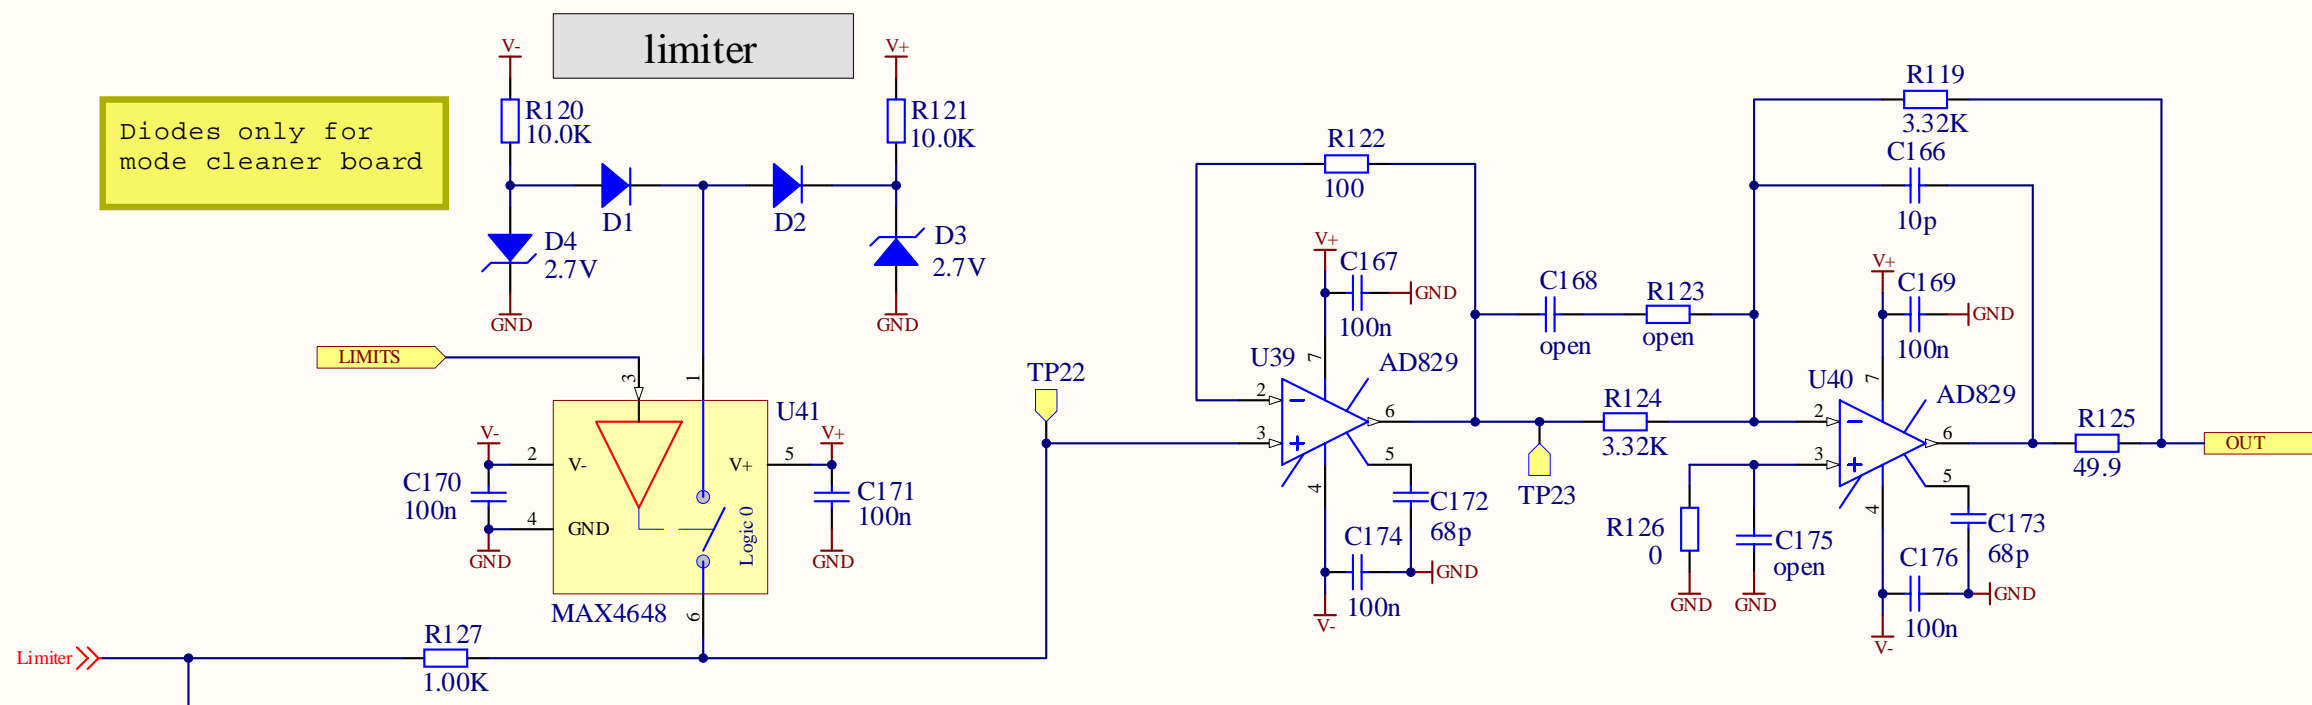 limiter
Diodes only for
mode cleaner board
V-
R120
10.0K
V+
R121
10.0K
D1
D2
D4
2.7V
GND
D3
2.7V
GND
LIMITS
3
1
U41
V-
2
V-
C170
100n
4
GND
GND
V+
5
V+
C171
100n
GND
Logic 0
MAX4648
6
Limiter
R127
1.00K
TP22
R122
100
V+
C167
GND
100n
U39
7
AD829
2
3
6
5
4
C172
68p
C174
GND
100n
V-
C168
open
R123
open
R124
3.32K
TP23
R119
3.32K
C166
10p
V+
C169
GND
100n
U40
7
AD829
2
3
6
5
4
R125
49.9
OUT
R126
0
GND
C175
open
GND
C173
68p
C176
GND
100n
V-